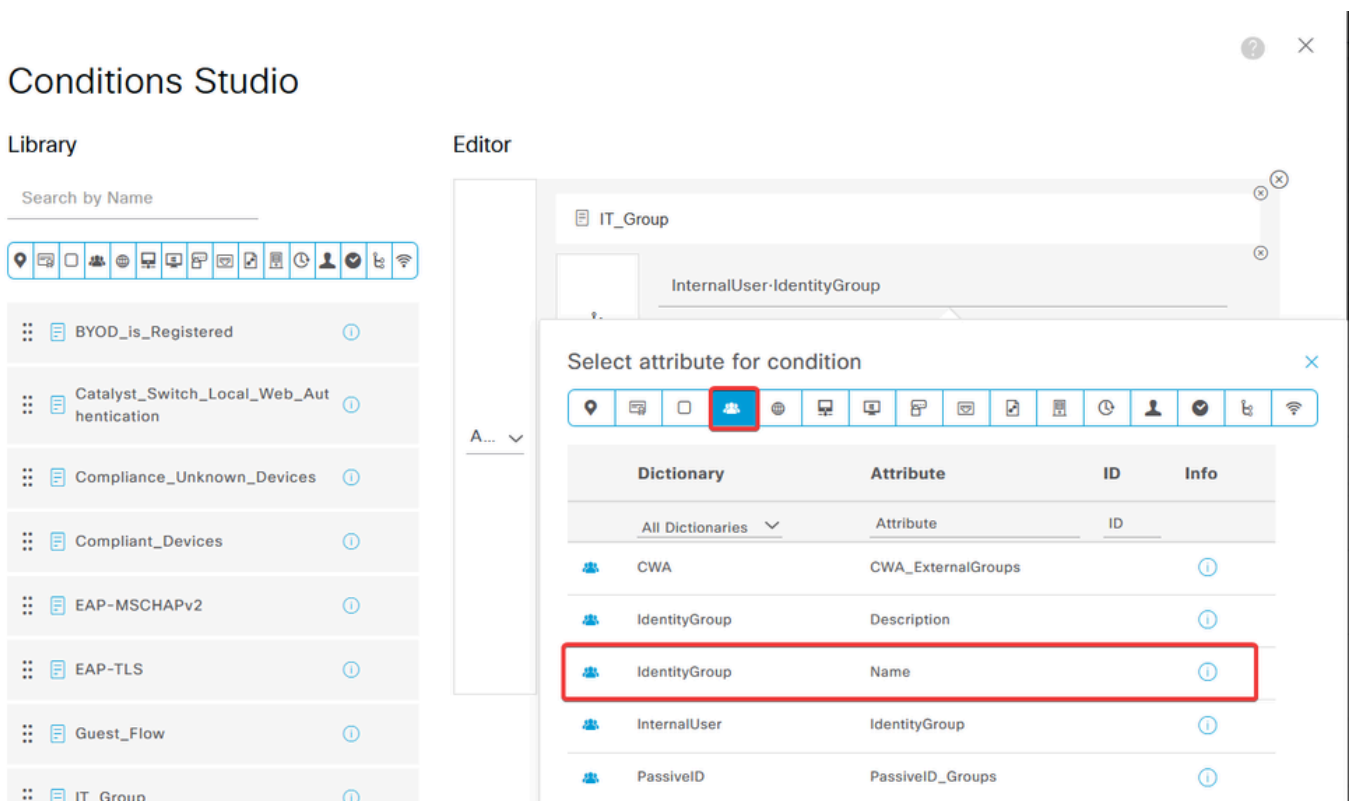 ?
Conditions Studio
Library
Editor
Search by Name
IT_Group
InternalUser·IdentityGroup
BYOD_is_Registered
Catalyst_Switch_Local_Web_Aut
hentication
Compliance_Unknown_Devices
Compliant_Devices
EAP-MSCHAPv2
EAP-TLS
Guest_Flow
IT_Group
A...
Select attribute for condition
Dictionary Attribute ID Info
All Dictionaries Attribute ID
CWA CWA_ExternalGroups
IdentityGroup Description
IdentityGroup Name
InternalUser IdentityGroup
PassiveID PassiveID_Groups